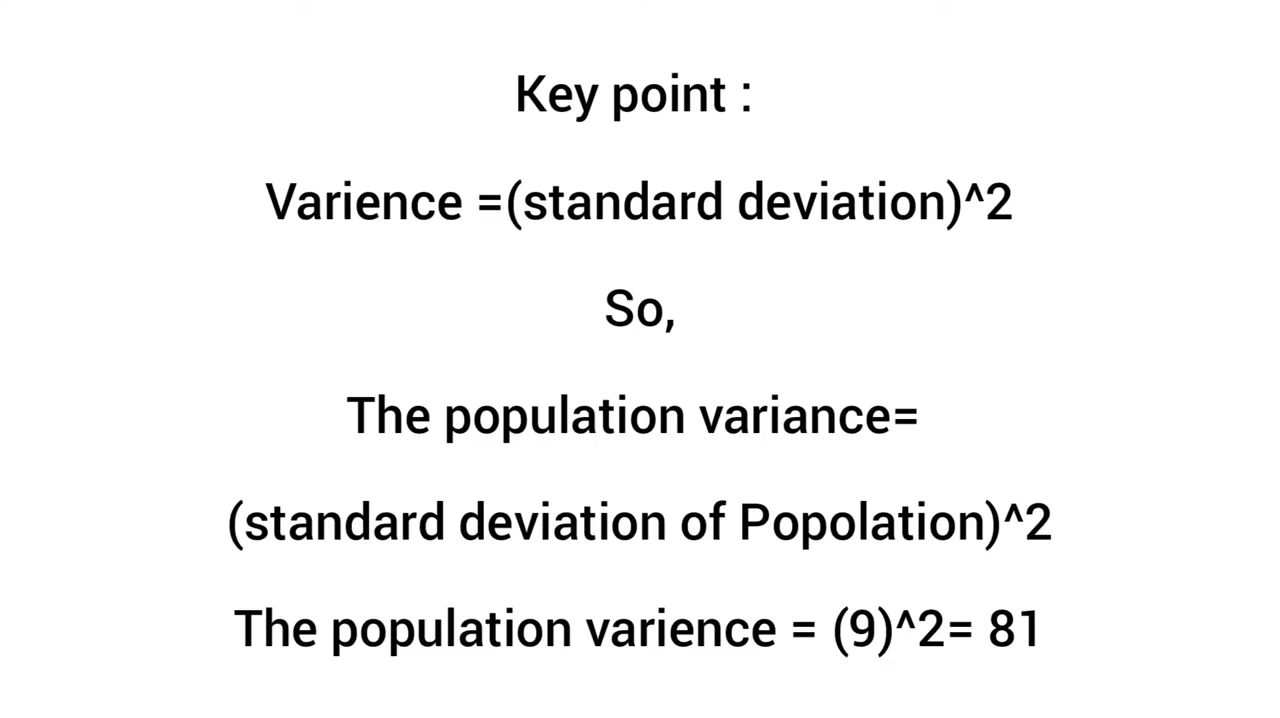 Key point :
Varience =(standard deviation)^2
So,
The population variance=
(standard deviation of Popolation)^2
The population varience = (9)^2= 81